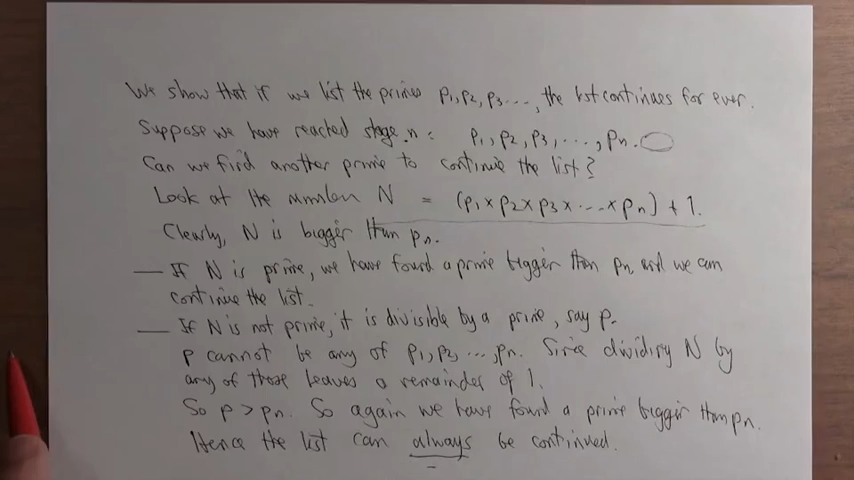 We show that if we list the primes p₁, p₂, p₃ ..., the list continues for ever.
Suppose we have reached stage n : p₁, p₂, p₃, ..., pₙ.
Can we find another prime to continue the list?
Look at the number N = (p₁ × p₂ × p₃ × ... × pₙ) + 1.
Clearly, N is bigger than pₙ.
— If N is prime, we have found a prime bigger than pₙ, and we can
continue the list.
— If N is not prime, it is divisible by a prime, say p.
p cannot be any of p₁, p₂, ..., pₙ. Since dividing N by
any of those leaves a remainder of 1.
So p > pₙ. So again we have found a prime bigger than pₙ.
Hence the list can always be continued.